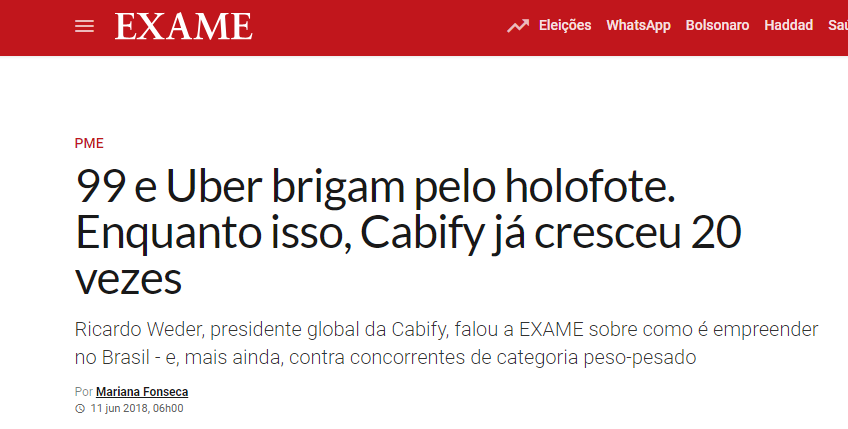 EXAME
Eleições WhatsApp Bolsonaro Haddad Saú
PME
99 e Uber brigam pelo holofote.
Enquanto isso, Cabify já cresceu 20
vezes
Ricardo Weder, presidente global da Cabify, falou a EXAME sobre como é empreender
no Brasil - e, mais ainda, contra concorrentes de categoria peso-pesado
Por Mariana Fonseca
11 jun 2018, 06h00